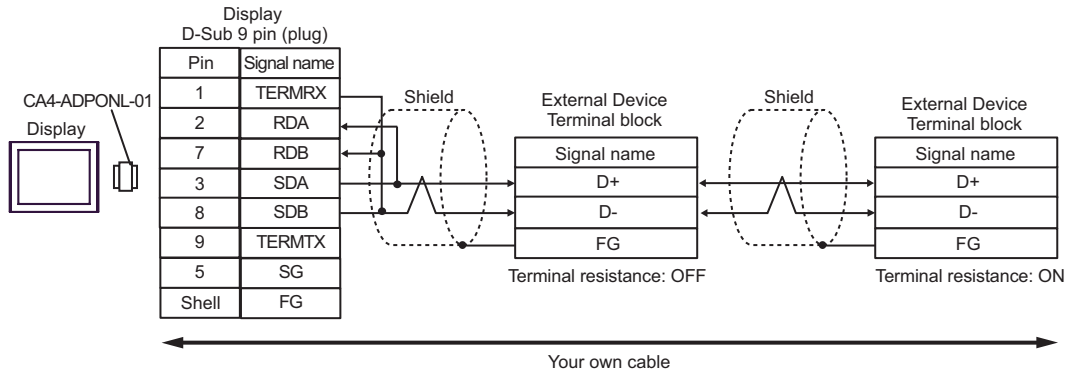 Display
D-Sub 9 pin (plug)
Pin Signal name
1 TERMRX
2 RDA
7 RDB
3 SDA
8 SDB
9 TERMTX
5 SG
Shell FG
CA4-ADPONL-01
Display
Shield
External Device
Terminal block
Signal name
D+
D-
FG
Terminal resistance: OFF
Shield
External Device
Terminal block
Signal name
D+
D-
FG
Terminal resistance: ON
Your own cable